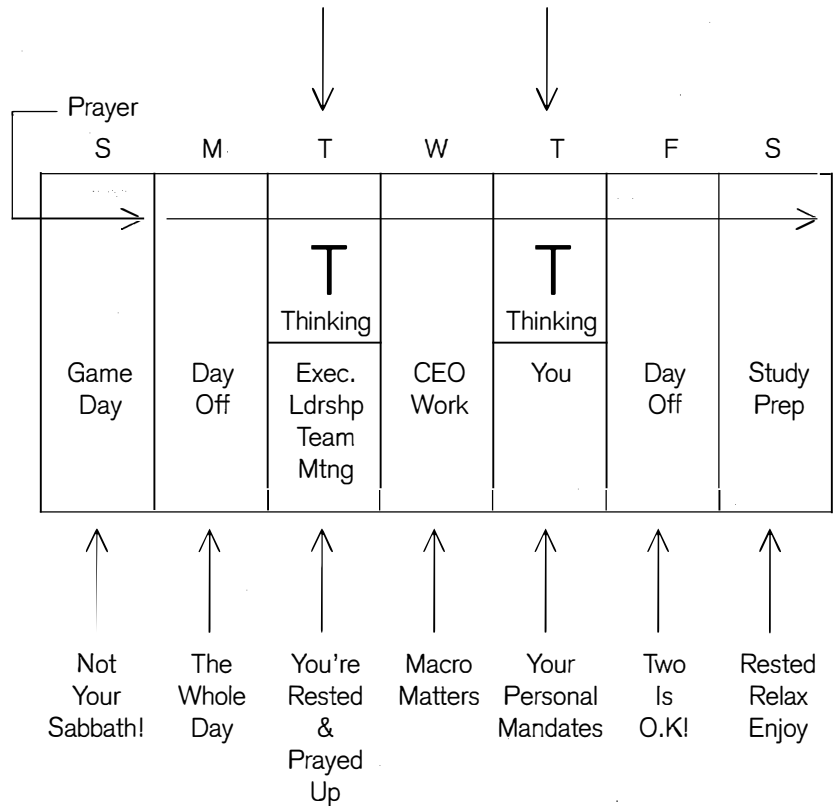 Prayer
S M T W T F S
T T
Thinking Thinking
Game
Day
Day
Off
Exec.
Ldrshp
Team
Mtng
CEO
Work
You
Day
Off
Study
Prep
Not
Your
Sabbath!
The
Whole
Day
You're
Rested
&
Prayed
Up
Macro
Matters
Your
Personal
Mandates
Two
Is
O.K!
Rested
Relax
Enjoy